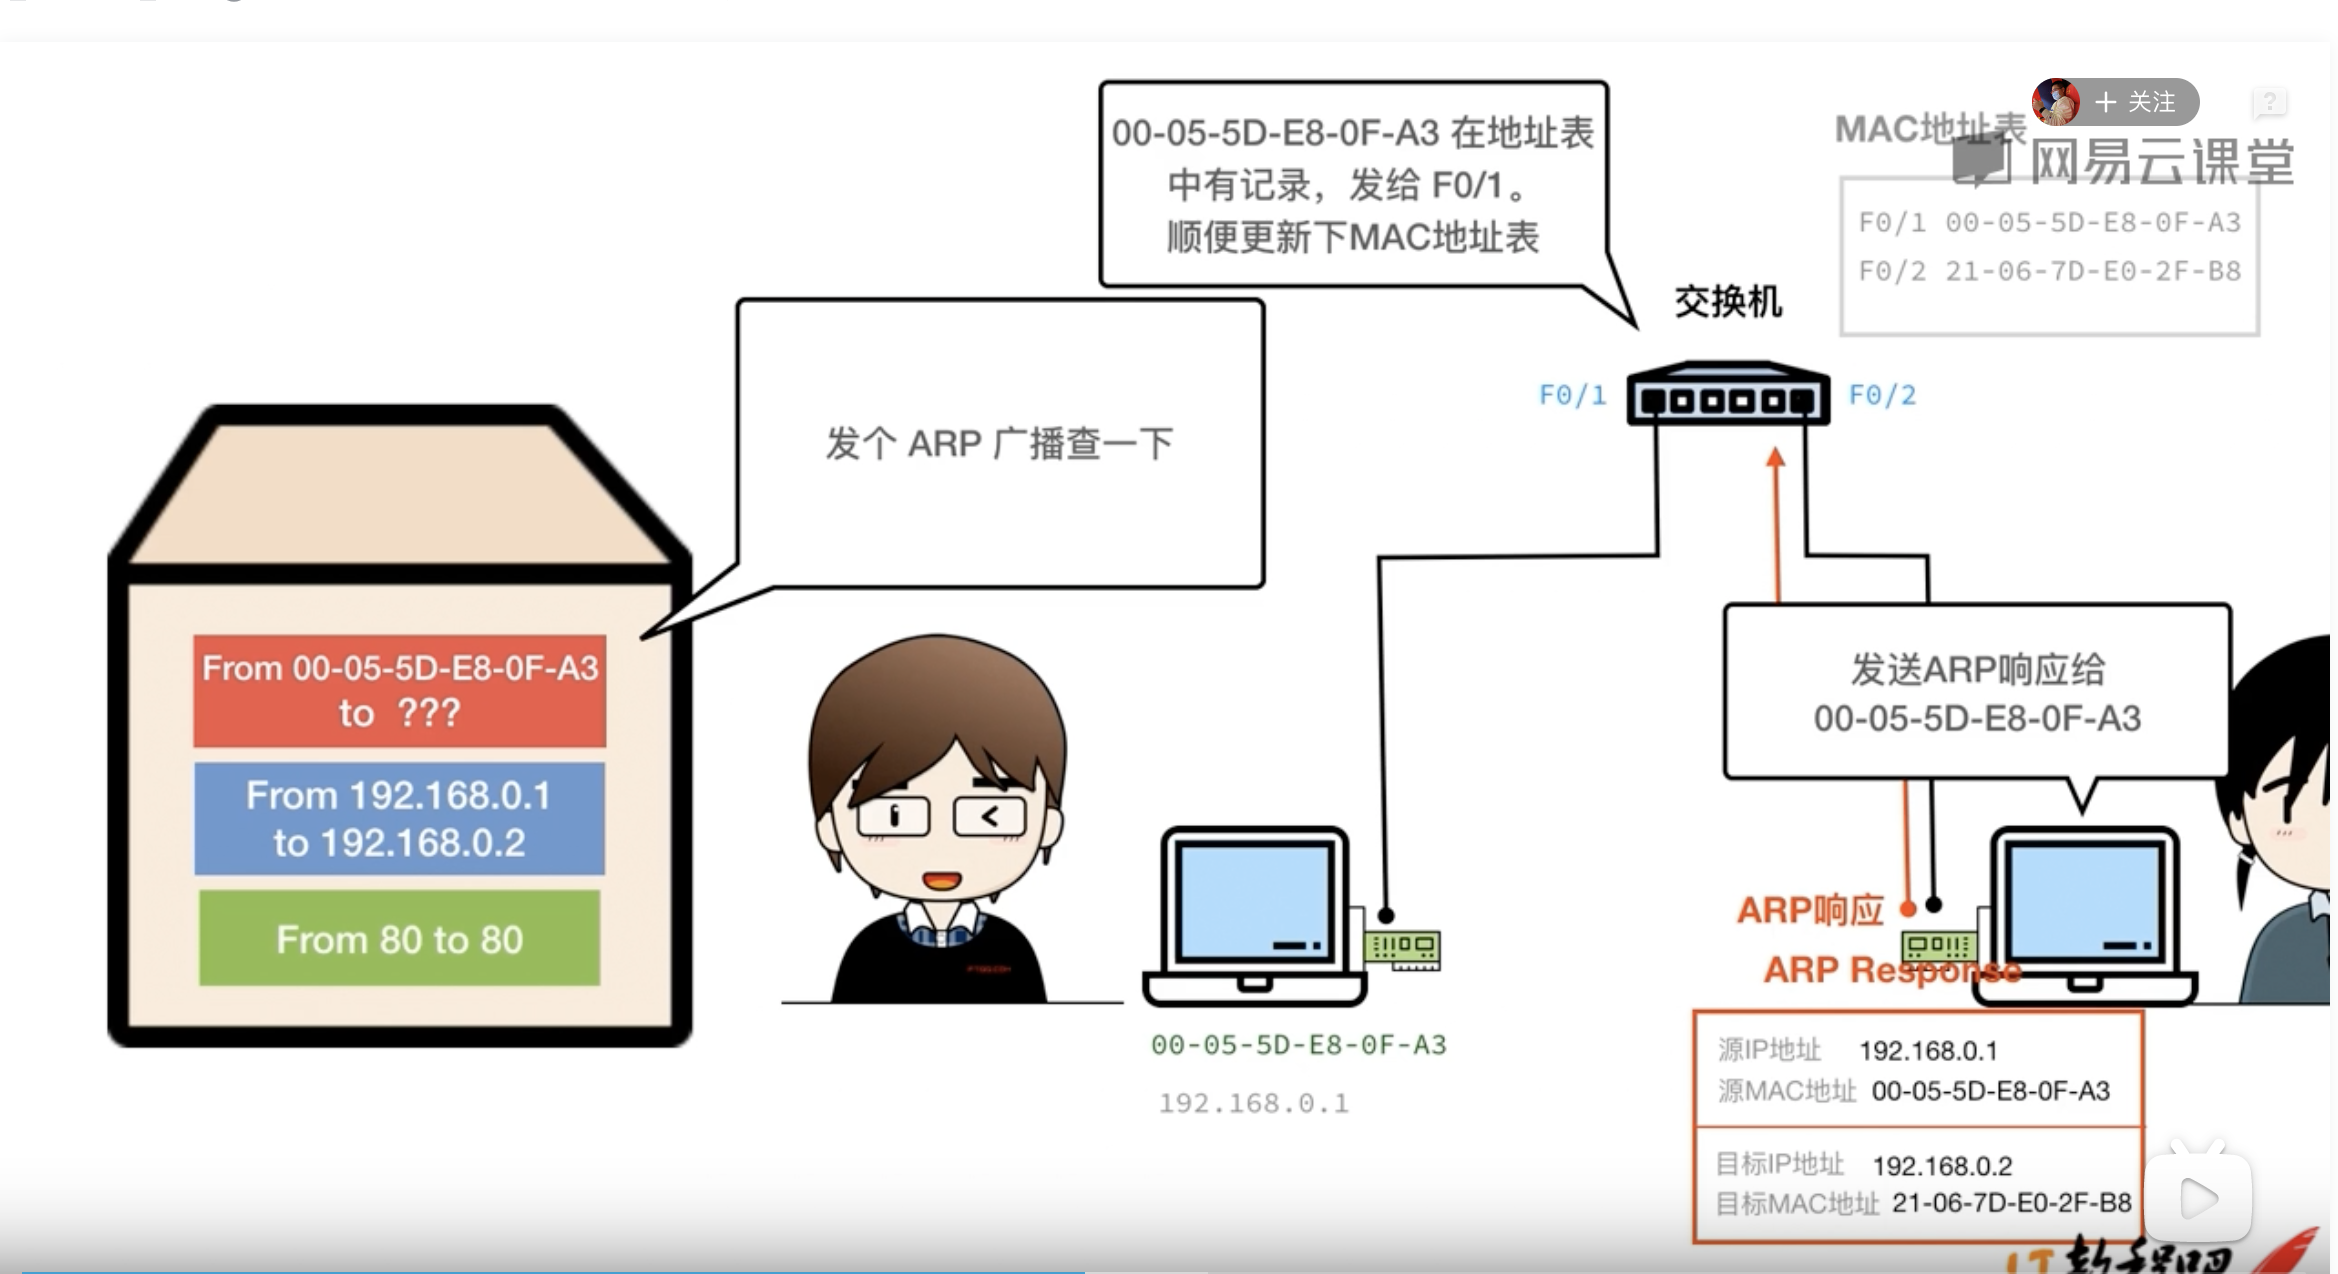 00-05-5D-E8-0F-A3 在地址表
中有记录，发给 F0/1。
顺便更新下MAC地址表
+ 关注
MAC地址表
网易云课堂
F0/1 00-05-5D-E8-0F-A3
F0/2 21-06-7D-E0-2F-B8
交换机
F0/1
F0/2
发个 ARP 广播查一下
From 00-05-5D-E8-0F-A3
to ???
From 192.168.0.1
to 192.168.0.2
From 80 to 80
发送ARP响应给
00-05-5D-E8-0F-A3
ARP响应
ARP Response
00-05-5D-E8-0F-A3
192.168.0.1
源IP地址 192.168.0.1
源MAC地址 00-05-5D-E8-0F-A3
目标IP地址 192.168.0.2
目标MAC地址 21-06-7D-E0-2F-B8
IT教程吧